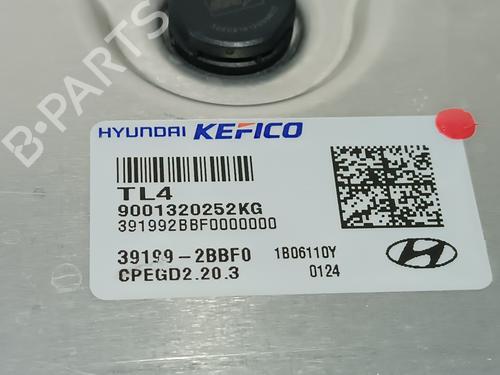 B-PARTS
HYUNDAI KEFICO
TL4
9001320252KG
391992BBF0000000
39199-2BBF0 1B06110Y
CPEGD2.20.3 0124